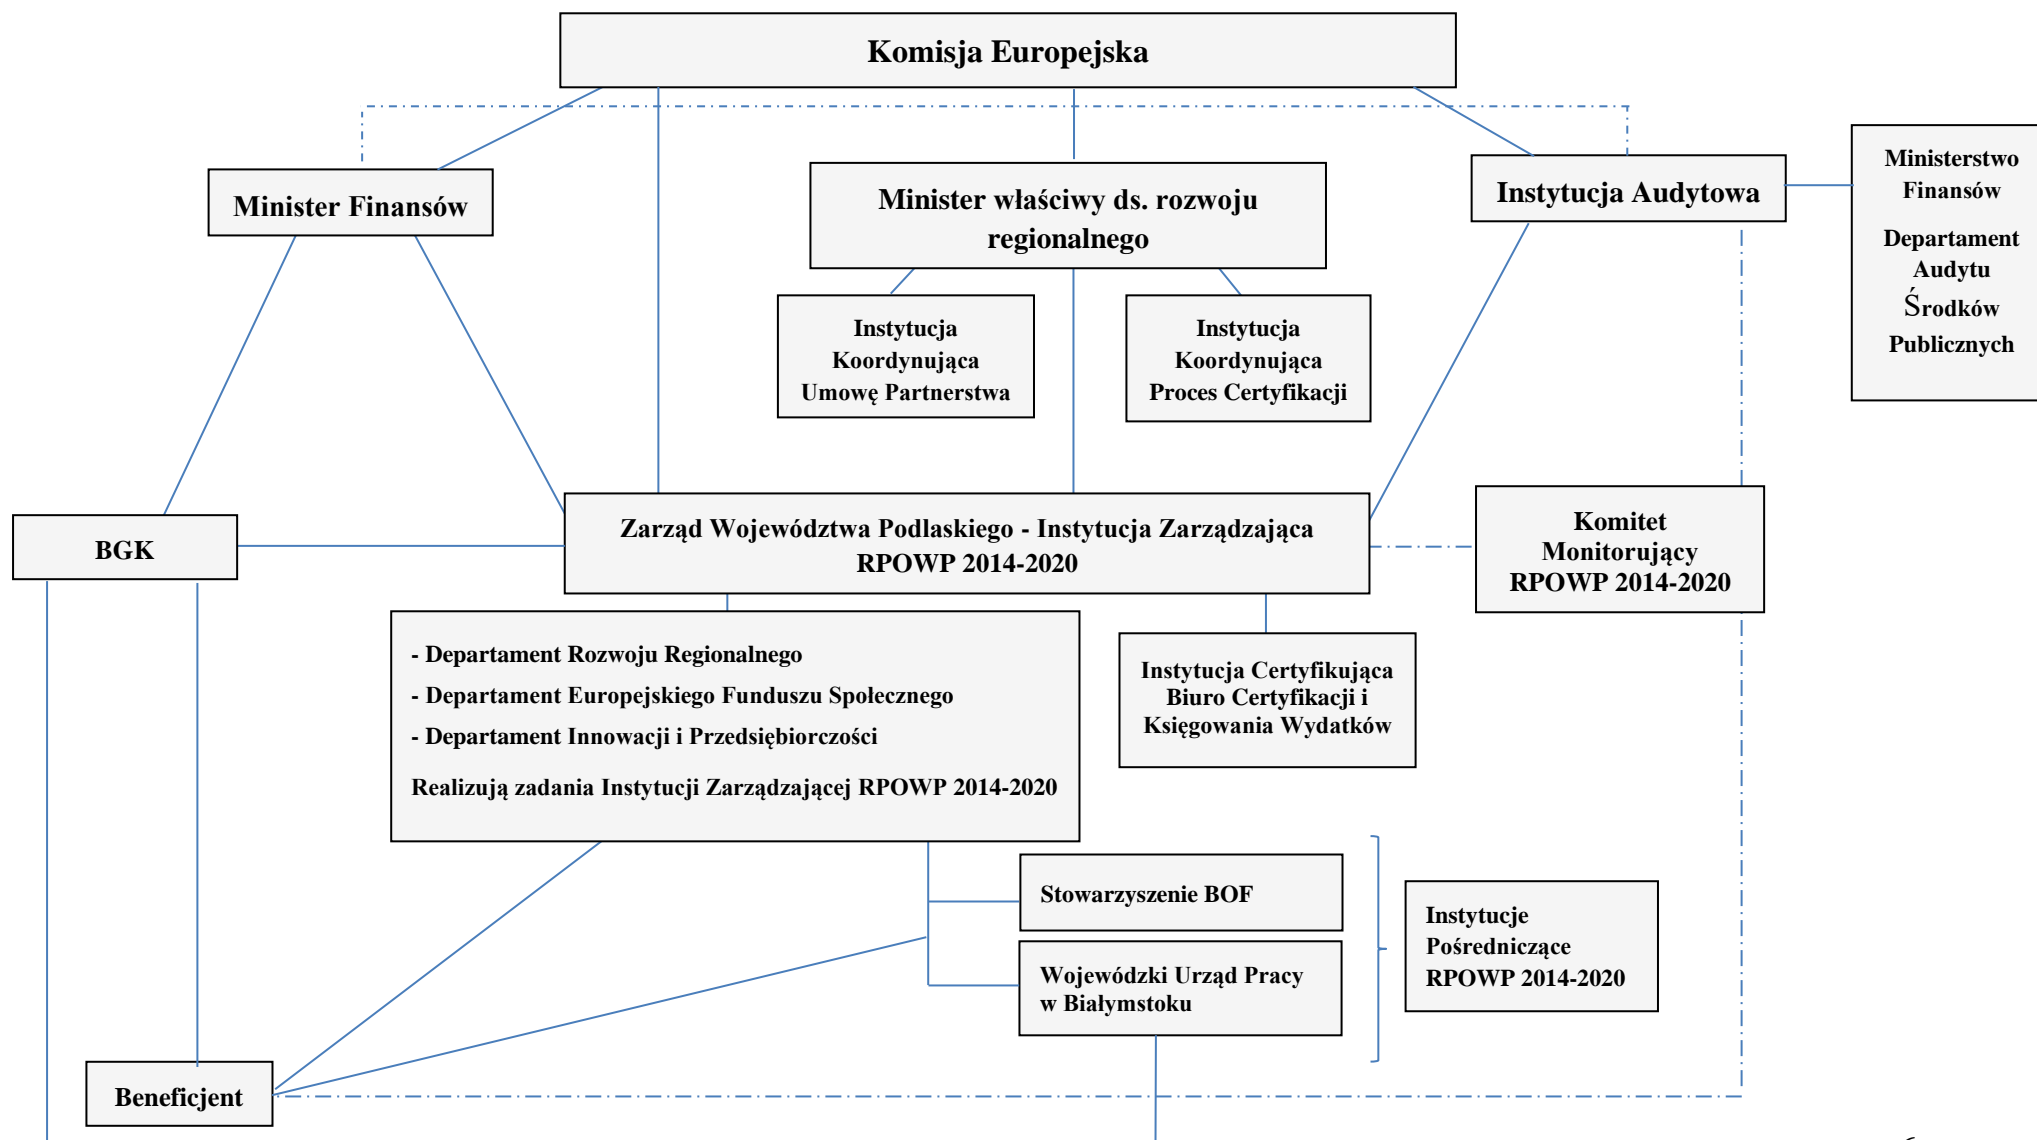 Komisja Europejska
Minister Finansów
Minister właściwy ds. rozwoju
regionalnego
Instytucja Audytowa
Ministerstwo
Finansów
Departament
Audytu
Środków
Publicznych
Instytucja
Koordynująca
Umowę Partnerstwa
Instytucja
Koordynująca
Proces Certyfikacji
BGK
Zarząd Województwa Podlaskiego - Instytucja Zarządzająca
RPOWP 2014-2020
Komitet
Monitorujący
RPOWP 2014-2020
- Departament Rozwoju Regionalnego
- Departament Europejskiego Funduszu Społecznego
- Departament Innowacji i Przedsiębiorczości
Realizują zadania Instytucji Zarządzającej RPOWP 2014-2020
Instytucja Certyfikująca
Biuro Certyfikacji i
Księgowania Wydatków
Stowarzyszenie BOF
Wojewódzki Urząd Pracy
w Białymstoku
Instytucje
Pośredniczące
RPOWP 2014-2020
Beneficjent